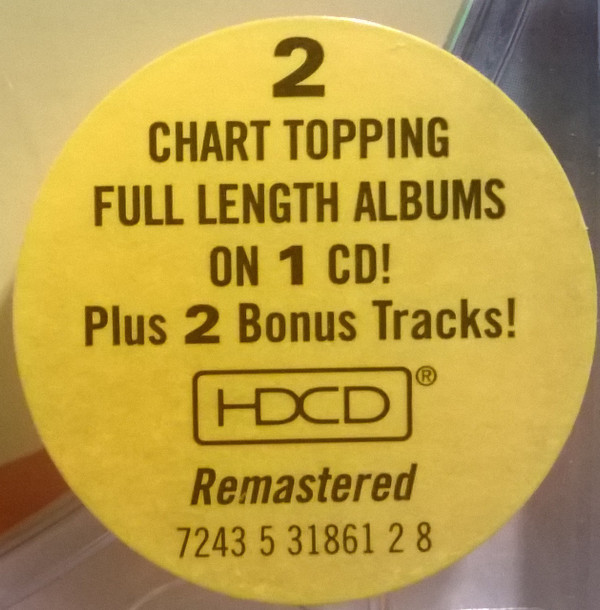 2
CHART TOPPING
FULL LENGTH ALBUMS
ON 1 CD!
Plus 2 Bonus Tracks!
HDCD®
Remastered
7243 5 31861 2 8